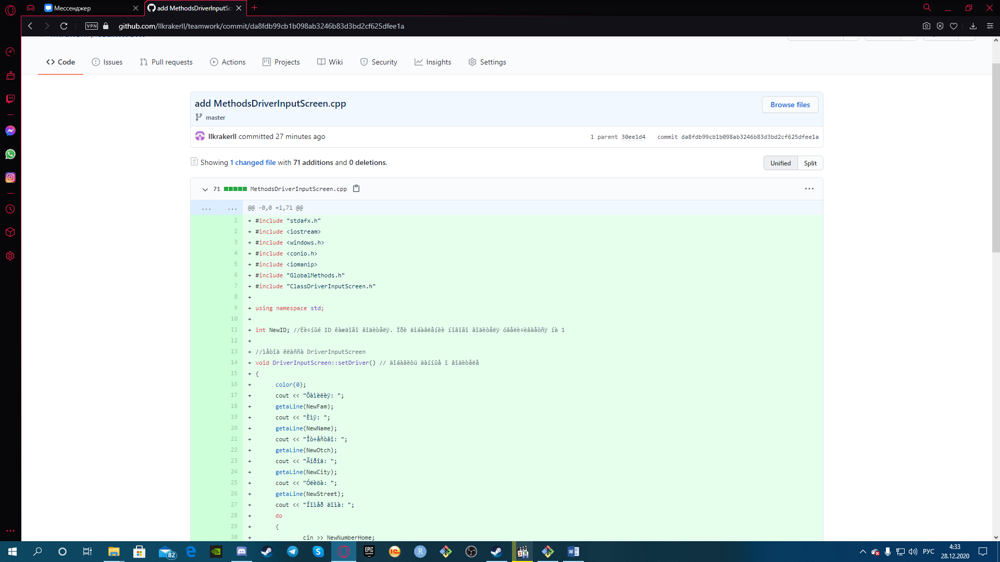 Мессенджер
add MethodsDriverInputSc
VPN
github.com/llkrakerll/teamwork/commit/da8fdb99cb1b098ab3246b83d3bd2cf625dfee1a
Code Issues Pull requests Actions Projects Wiki Security Insights Settings
add MethodsDriverInputScreen.cpp
Browse files
master
llkrakerll committed 27 minutes ago
1 parent 30ee1d4 commit da8fdb99cb1b098ab3246b83d3bd2cf625dfee1a
Showing 1 changed file with 71 additions and 0 deletions.
Unified Split
71 MethodsDriverInputScreen.cpp
... ... @@ -0,0 +1,71 @@
1 + #include "stdafx.h"
2 + #include <iostream>
3 + #include <windows.h>
4 + #include <conio.h>
5 + #include <iomanip>
6 + #include "GlobalMethods.h"
7 + #include "ClassDriverInputScreen.h"
8 +
9 + using namespace std;
10 +
11 + int NewID; //Ëè÷íûé ID êàæäîãî âîäèòåëÿ. Ïðè äîáàâëåíèè íîâîãî âîäèòåëÿ óâåëè÷èâàåòñÿ íà 1
12 +
13 + //ìåòîä êëàññà DriverInputScreen
14 + void DriverInputScreen::setDriver() // äîáàâèòü äàííûå î âîäèòåëå
15 + {
16 + color(0);
17 + cout << "Ôàìèëèÿ: ";
18 + getaLine(NewFam);
19 + cout << "Èìÿ: ";
20 + getaLine(NewName);
21 + cout << "Îò÷åñòâî: ";
22 + getaLine(NewOtch);
23 + cout << "Ãîðîä: ";
24 + getaLine(NewCity);
25 + cout << "Óëèöà: ";
26 + getaLine(NewStreet);
27 + cout << "Íîìåð äîìà: ";
28 + do
29 + {
30 + cin >> NewNumberHome;
82
EPIC GAMES
РУС
4:33
28.12.2020